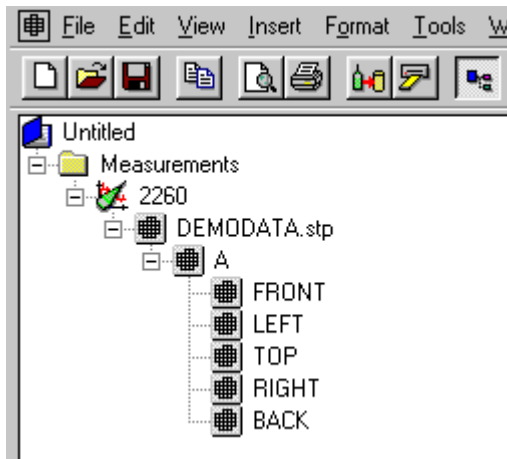 File Edit View Insert Format Tools W
Untitled
Measurements
2260
DEMODATA.stp
A
FRONT
LEFT
TOP
RIGHT
BACK